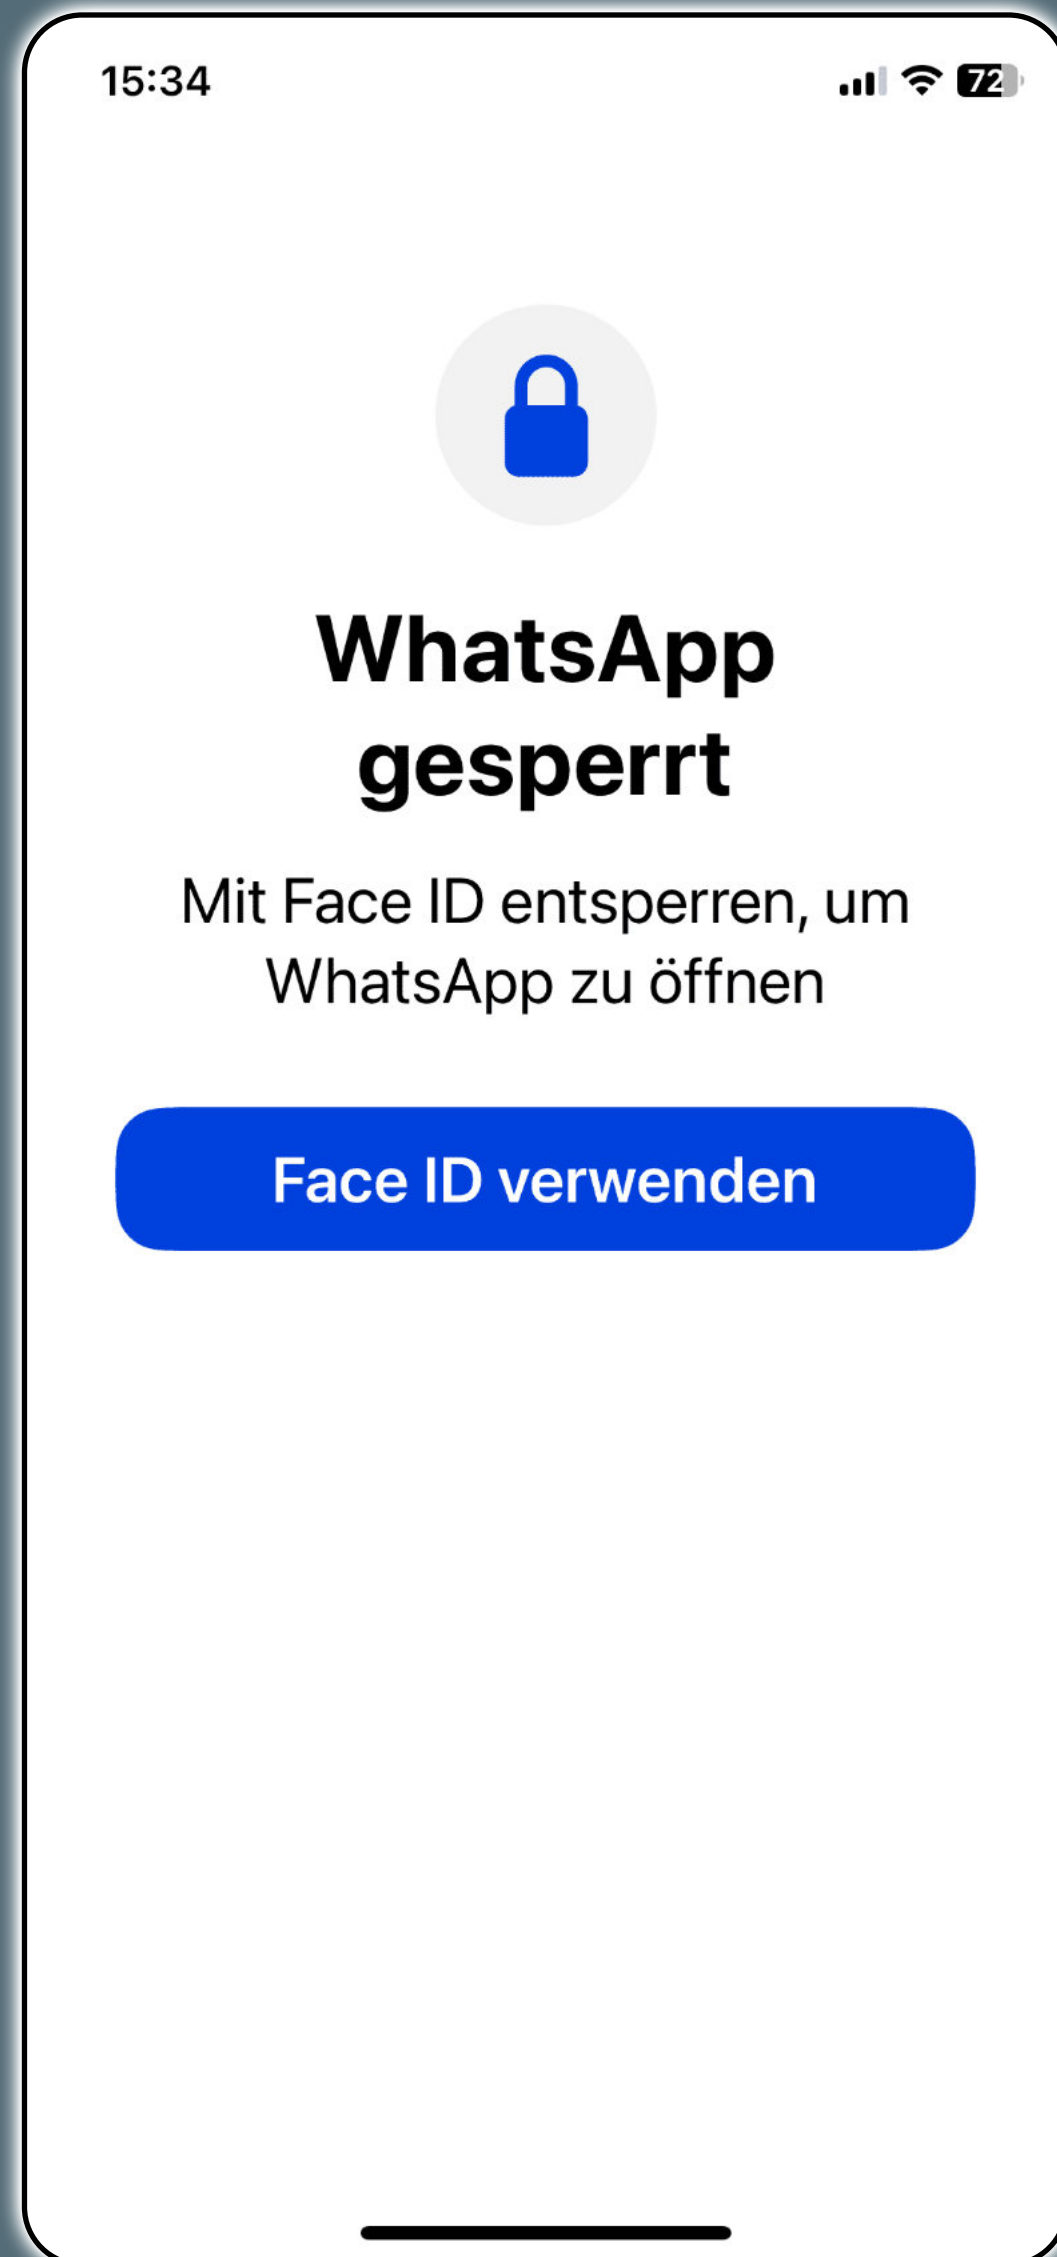 15:34
72
WhatsApp
gesperrt
Mit Face ID entsperren, um
WhatsApp zu öffnen
Face ID verwenden